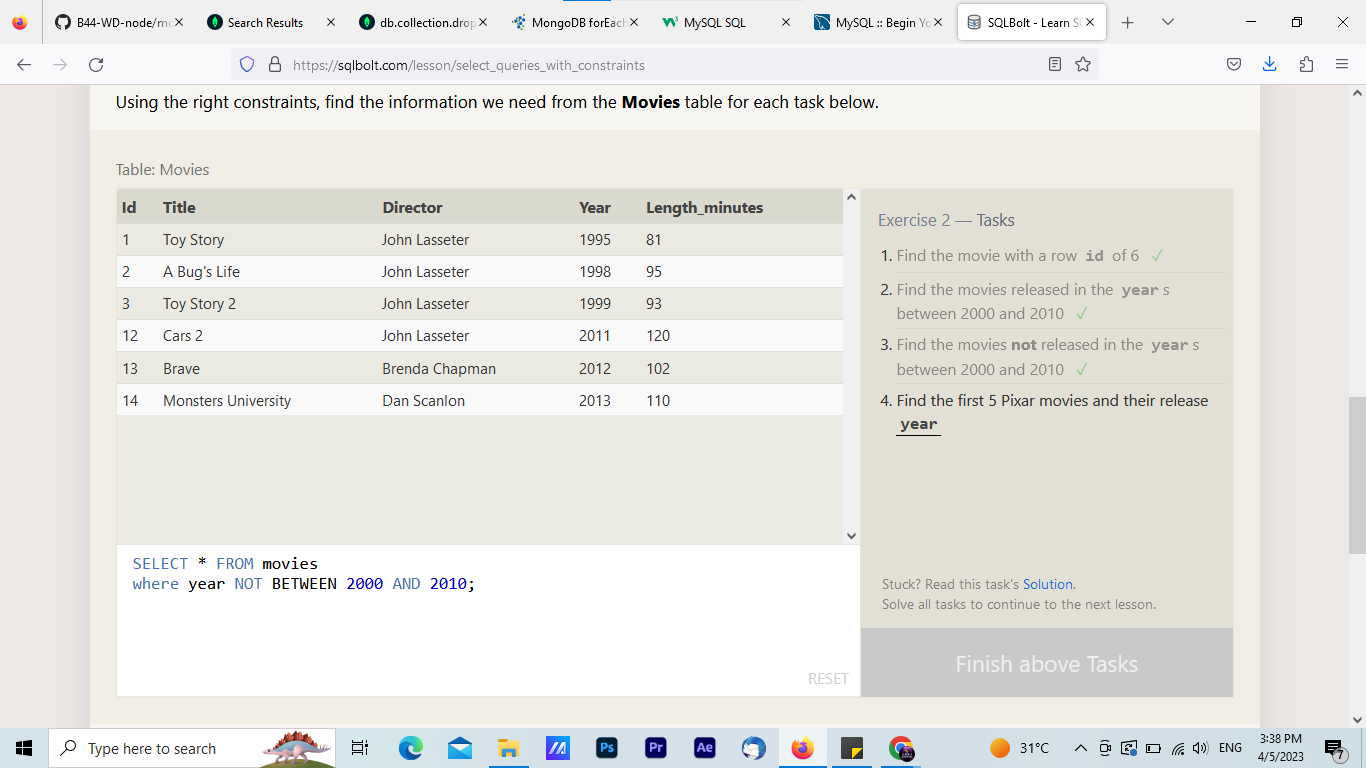 B44-WD-node/mo
Search Results
db.collection.drop
MongoDB forEach
MySQL SQL
MySQL :: Begin Yo
SQLBolt - Learn SQ
https://sqlbolt.com/lesson/select_queries_with_constraints
Using the right constraints, find the information we need from the Movies table for each task below.
Table: Movies
Id Title Director Year Length_minutes
1 Toy Story John Lasseter 1995 81
2 A Bug's Life John Lasseter 1998 95
3 Toy Story 2 John Lasseter 1999 93
12 Cars 2 John Lasseter 2011 120
13 Brave Brenda Chapman 2012 102
14 Monsters University Dan Scanlon 2013 110
SELECT * FROM movies
where year NOT BETWEEN 2000 AND 2010;
RESET
Exercise 2 — Tasks
1. Find the movie with a row id of 6 ✓
2. Find the movies released in the year s
between 2000 and 2010 ✓
3. Find the movies not released in the year s
between 2000 and 2010 ✓
4. Find the first 5 Pixar movies and their release
year
Stuck? Read this task's Solution.
Solve all tasks to continue to the next lesson.
Finish above Tasks
Type here to search
Ps
Pr
Ae
31°C
ENG
3:38 PM
4/5/2023
7